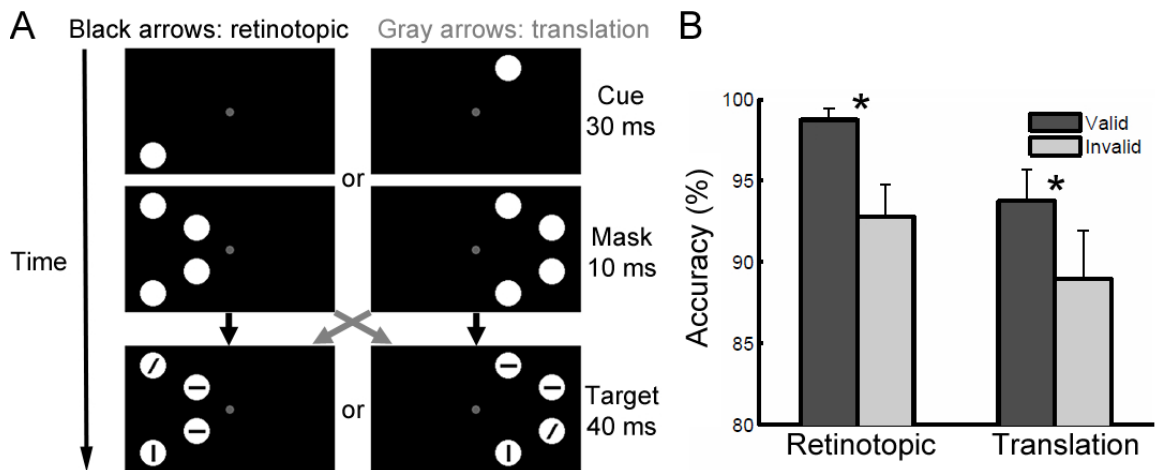 A
Black arrows: retinotopic
Gray arrows: translation
Cue
30 ms
or
Mask
10 ms
Time
or
Target
40 ms
B
Accuracy (%)
100
95
90
85
80
*
*
Valid
Invalid
Retinotopic
Translation